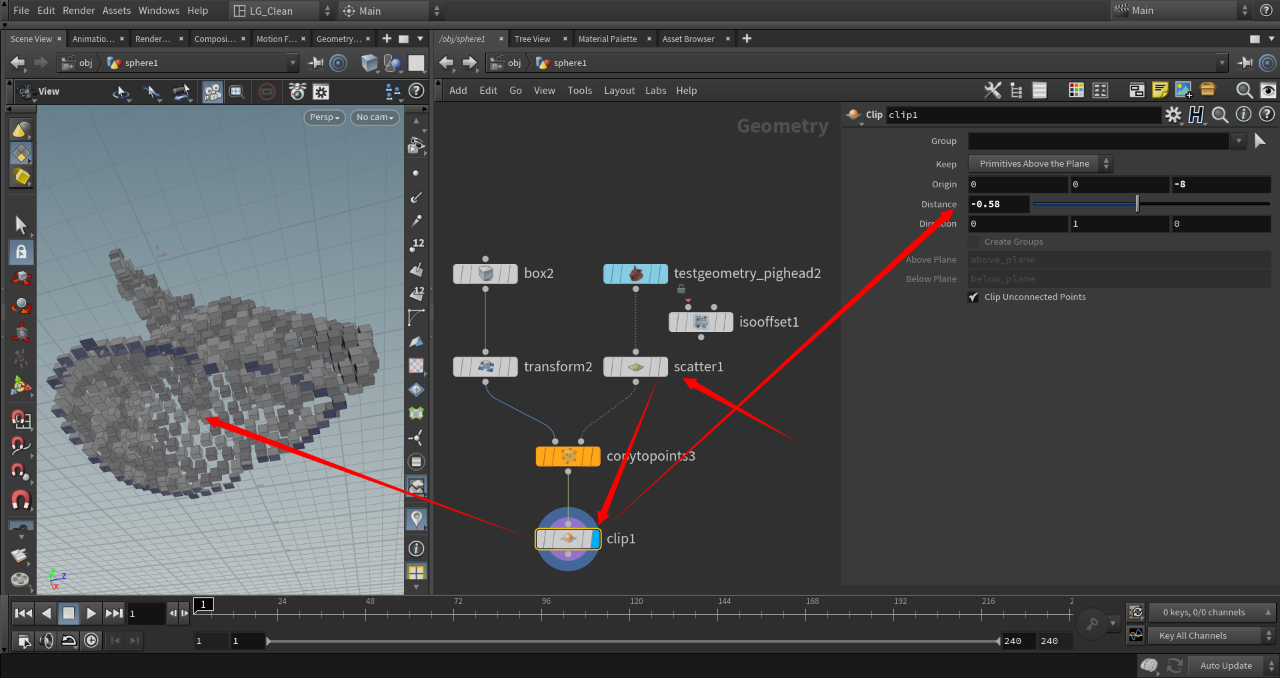 File Edit Render Assets Windows Help LG_Clean Main Main
Scene View Animatio... Render... Composi... Motion F... Geometry... /obj/sphere1 Tree View Material Palette Asset Browser
obj sphere1 obj sphere1
View Add Edit Go View Tools Layout Labs Help
Persp No cam
Geometry
Clip clip1
Group
Keep Primitives Above the Plane
Origin 0 0 -8
Distance -0.58
Direction 0 1 0
Create Groups
Above Plane above_plane
Below Plane below_plane
Clip Unconnected Points
12
12
box2 testgeometry_pighead2
isooffset1
transform2 scatter1
copytopoints3
clip1
z
x
1 1 24 48 72 96 120 144 168 192 216 2
0 keys, 0/0 channels
1 1 240 240 Key All Channels
Auto Update